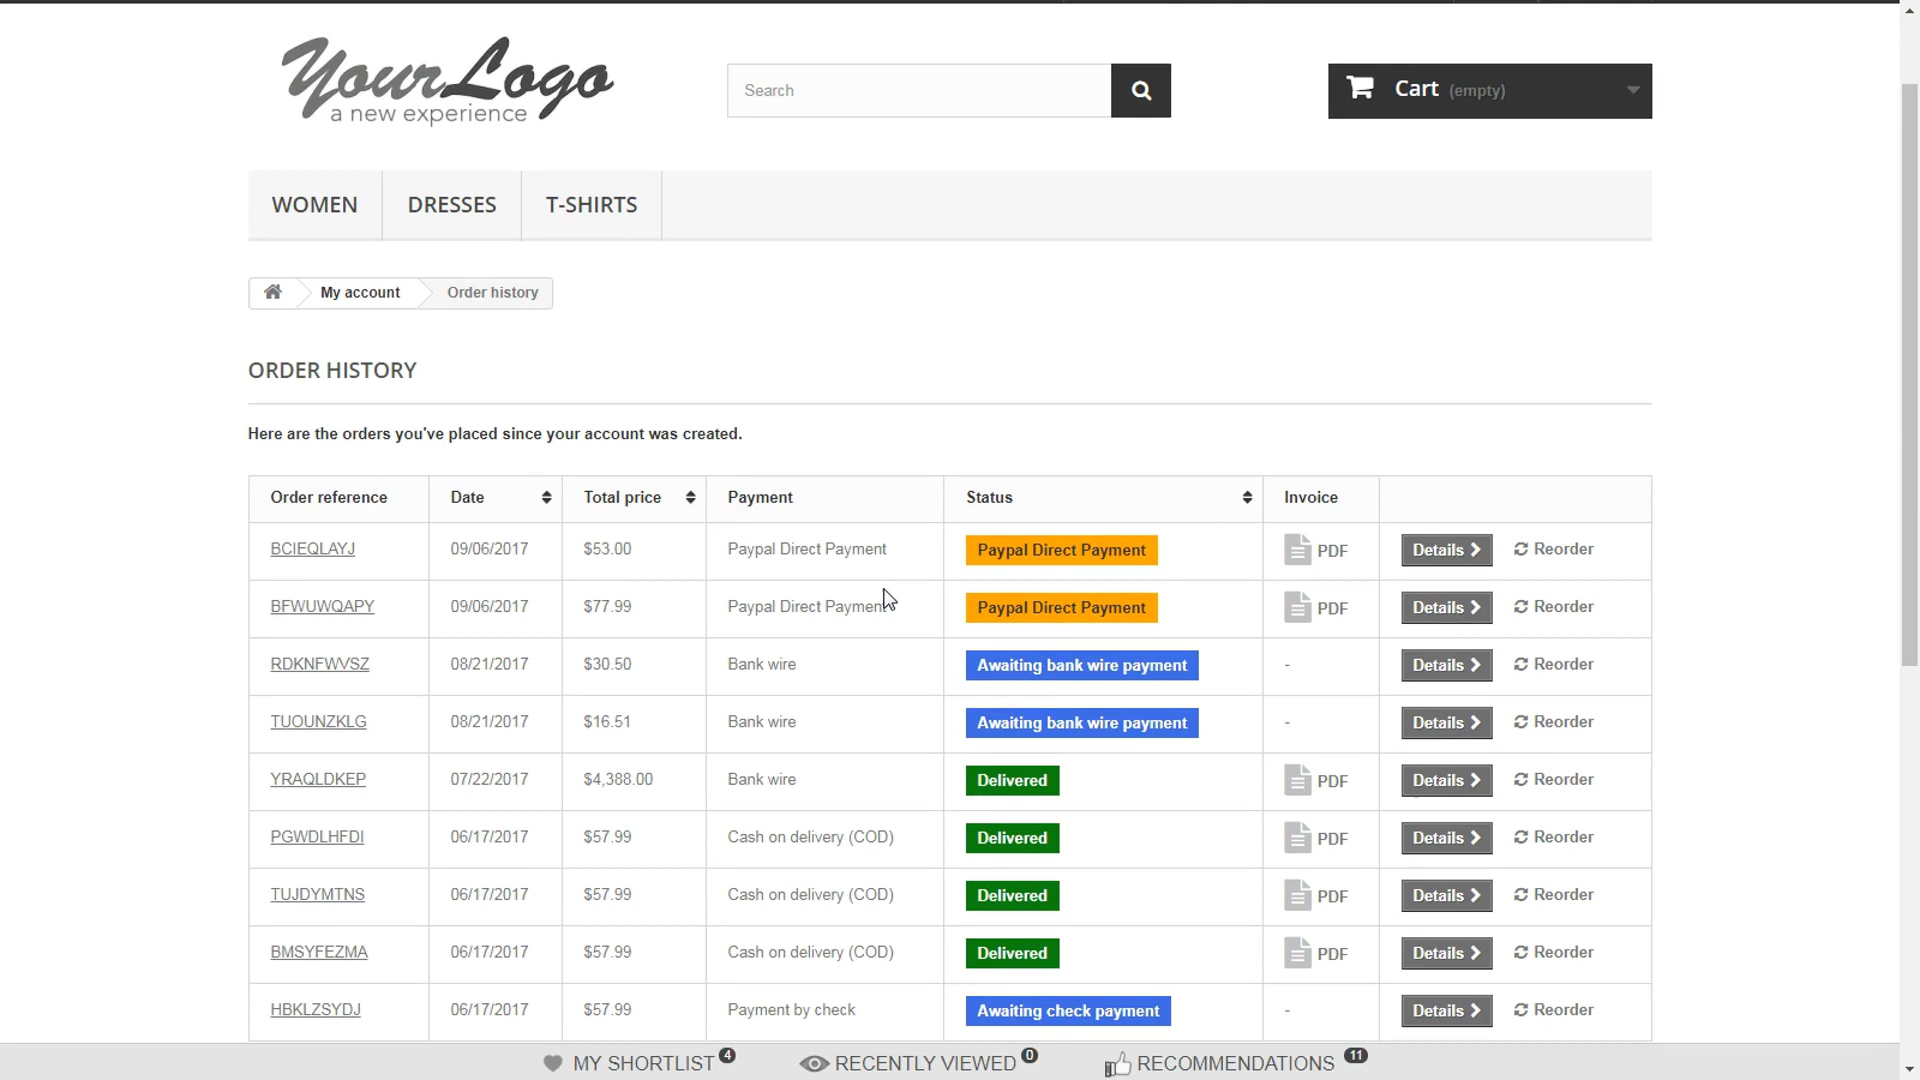 YourLogo
a new experience
Search
Cart (empty)
WOMEN DRESSES T-SHIRTS
My account Order history
ORDER HISTORY
Here are the orders you've placed since your account was created.
Order reference Date Total price Payment Status Invoice
BCIEQLAYJ 09/06/2017 $53.00 Paypal Direct Payment Paypal Direct Payment PDF Details Reorder
BFWUWQAPY 09/06/2017 $77.99 Paypal Direct Payment Paypal Direct Payment PDF Details Reorder
RDKNFWVSZ 08/21/2017 $30.50 Bank wire Awaiting bank wire payment - Details Reorder
TUOUNZKLG 08/21/2017 $16.51 Bank wire Awaiting bank wire payment - Details Reorder
YRAQLDKEP 07/22/2017 $4,388.00 Bank wire Delivered PDF Details Reorder
PGWDLHFDI 06/17/2017 $57.99 Cash on delivery (COD) Delivered PDF Details Reorder
TUJDYMTNS 06/17/2017 $57.99 Cash on delivery (COD) Delivered PDF Details Reorder
BMSYFEZMA 06/17/2017 $57.99 Cash on delivery (COD) Delivered PDF Details Reorder
HBKLZSYDJ 06/17/2017 $57.99 Payment by check Awaiting check payment - Details Reorder
MY SHORTLIST 4 RECENTLY VIEWED 0 RECOMMENDATIONS 11